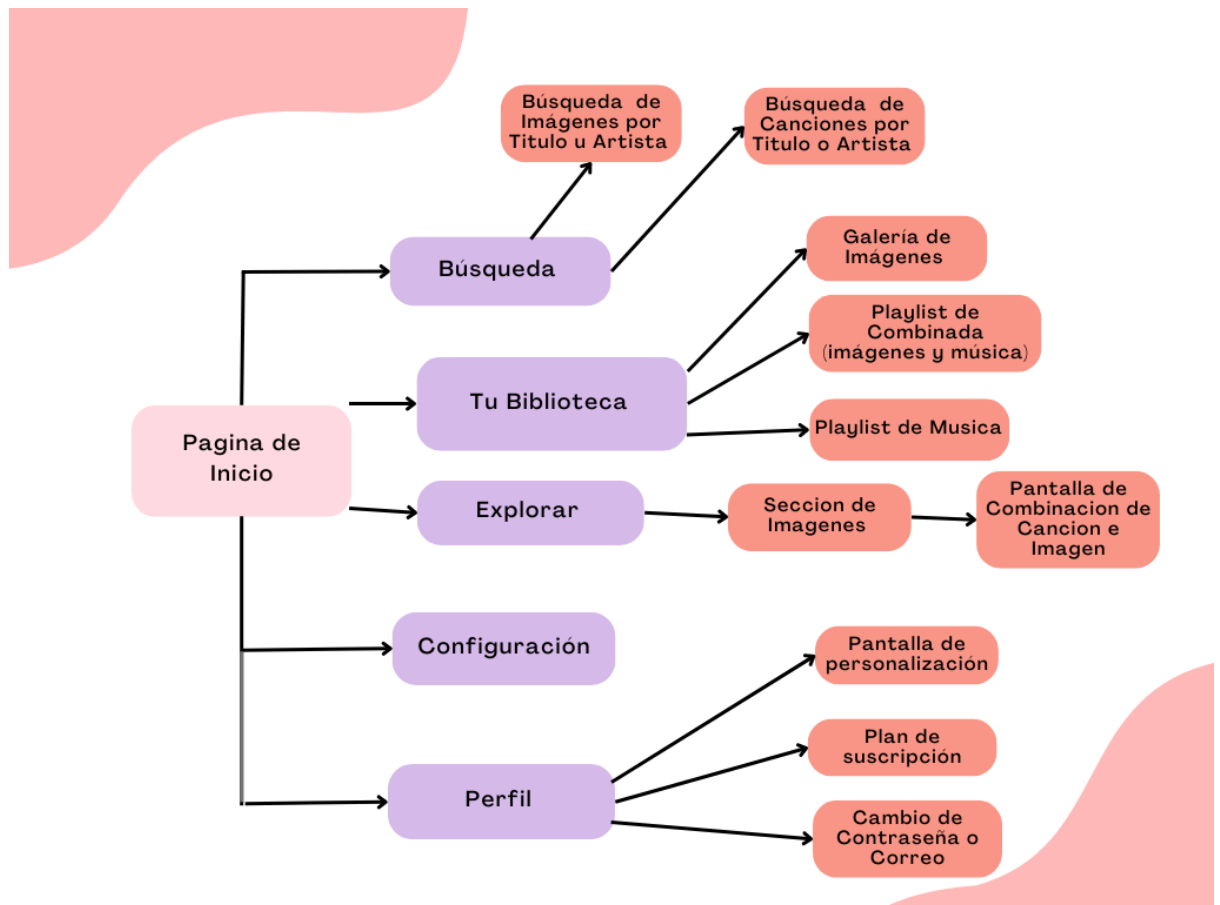 Búsqueda de
Imágenes por
Titulo u Artista
Búsqueda de
Canciones por
Titulo o Artista
Búsqueda
Galería de
Imágenes
Playlist de
Combinada
(imágenes y música)
Tu Biblioteca
Playlist de Musica
Pagina de
Inicio
Explorar
Seccion de
Imagenes
Pantalla de
Combinacion de
Cancion e
Imagen
Configuración
Pantalla de
personalización
Plan de
suscripción
Perfil
Cambio de
Contraseña o
Correo